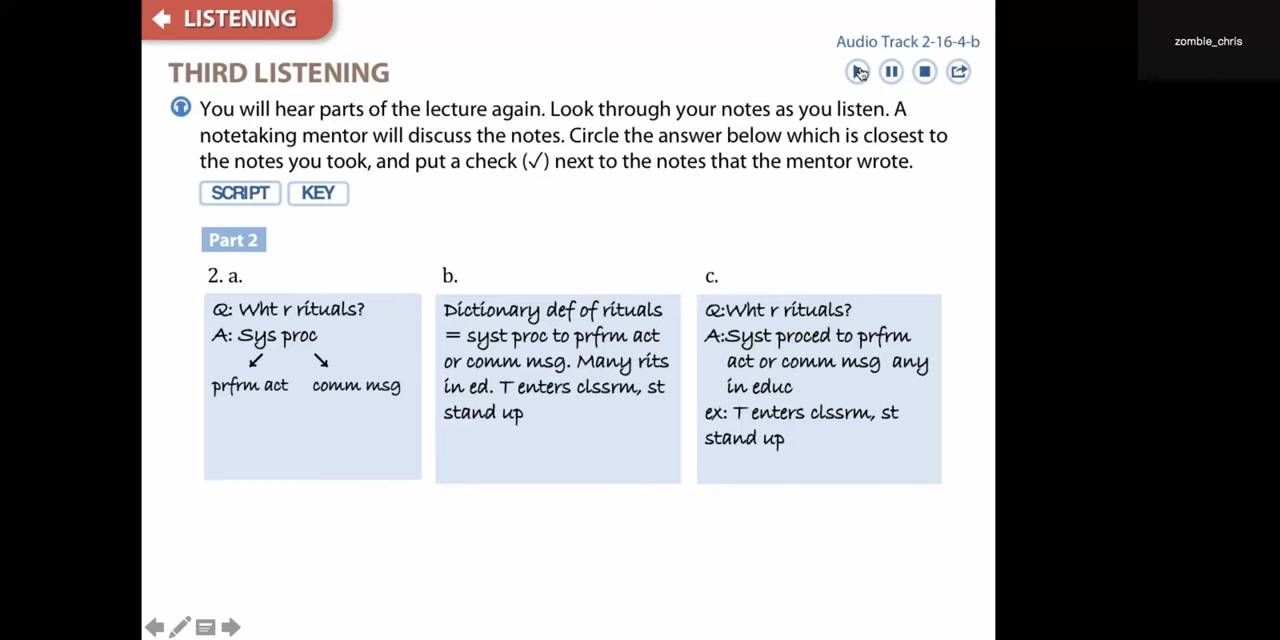 LISTENING
zombie_chris
Audio Track 2-16-4-b
THIRD LISTENING
You will hear parts of the lecture again. Look through your notes as you listen. A
notetaking mentor will discuss the notes. Circle the answer below which is closest to
the notes you took, and put a check (✓) next to the notes that the mentor wrote.
SCRIPT KEY
Part 2
2. a.
Q: Wht r rituals?
A: Sys proc
↙ ↘
prfrm act comm msg
b.
Dictionary def of rituals
= syst proc to prfrm act
or comm msg. Many rits
in ed. T enters clssrm, st
stand up
c.
Q:Wht r rituals?
A:Syst proced to prfrm
act or comm msg any
in educ
ex: T enters clssrm, st
stand up